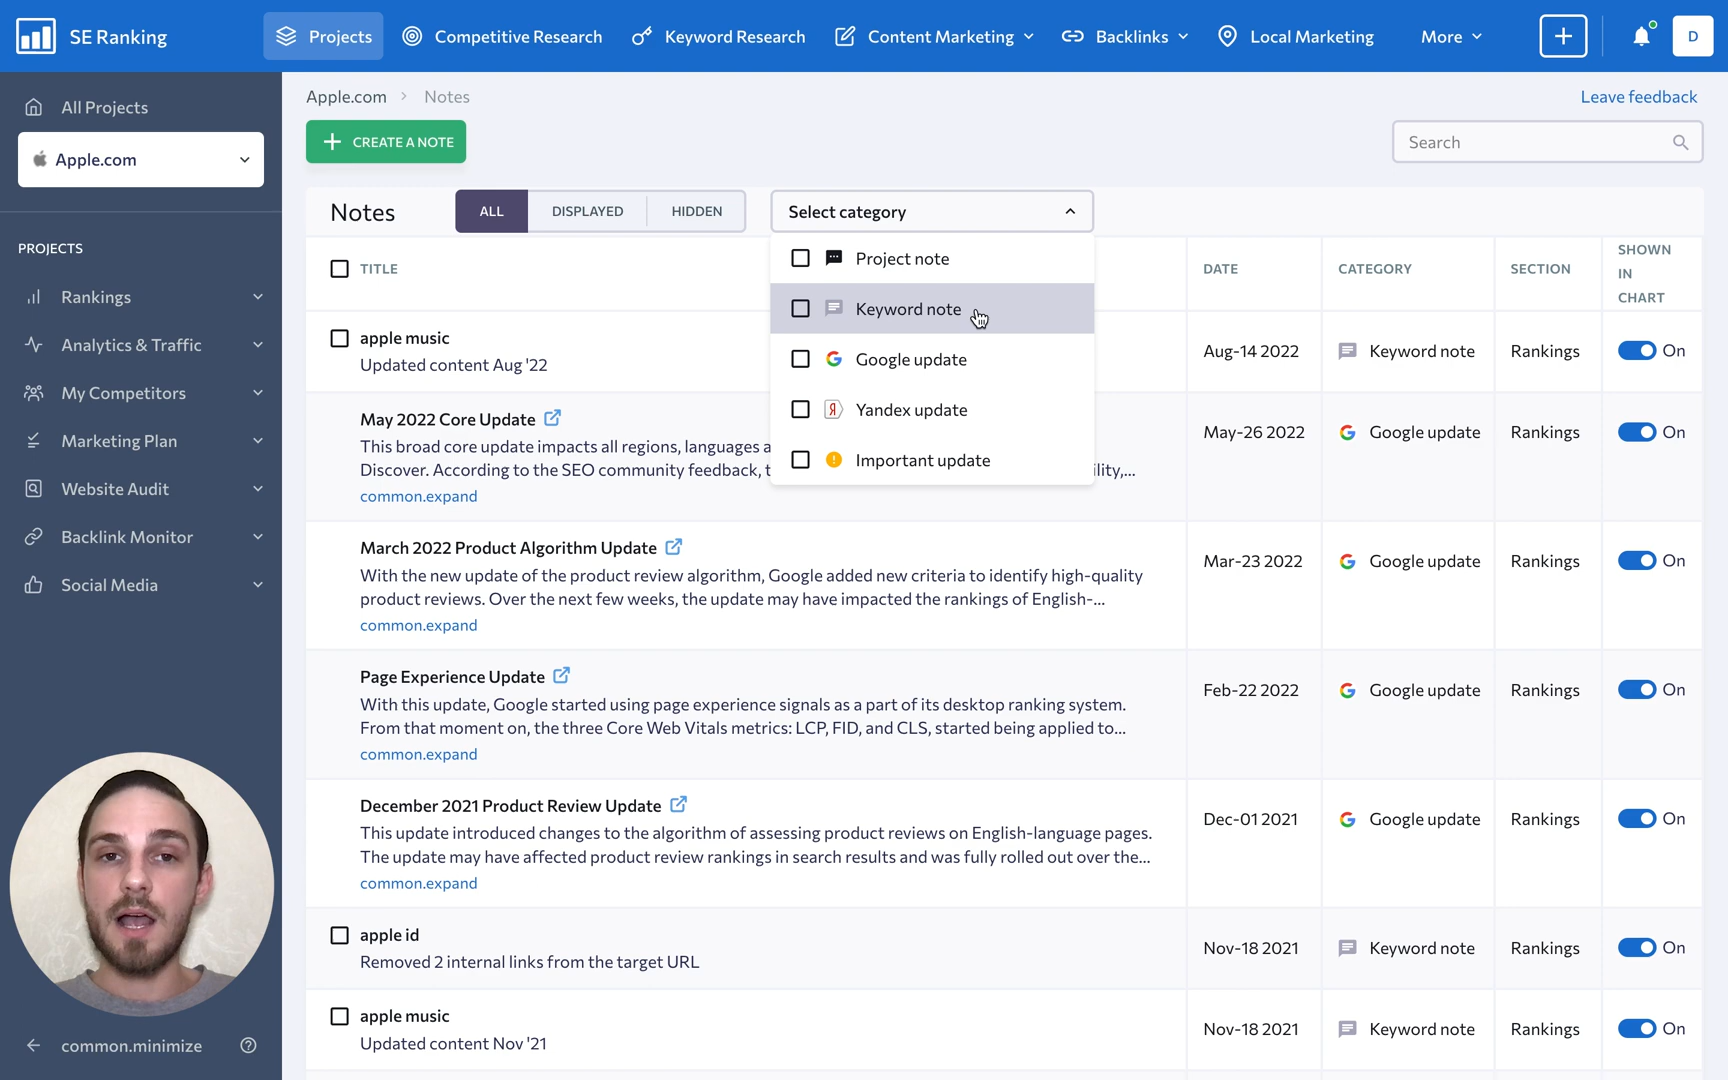 SE Ranking
Projects
Competitive Research
Keyword Research
Content Marketing
Backlinks
Local Marketing
More
D
All Projects
Apple.com
PROJECTS
Rankings
Analytics & Traffic
My Competitors
Marketing Plan
Website Audit
Backlink Monitor
Social Media
common.minimize
Apple.com > Notes
Leave feedback
+ CREATE A NOTE
Search
Notes
ALL
DISPLAYED
HIDDEN
Select category
Project note
Keyword note
Google update
Я Yandex update
Important update
TITLE
DATE
CATEGORY
SECTION
SHOWN
IN
CHART
apple music
Updated content Aug '22
Aug-14 2022
Keyword note
Rankings
On
May 2022 Core Update
This broad core update impacts all regions, languages a
Discover. According to the SEO community feedback, t ility,...
common.expand
May-26 2022
Google update
Rankings
On
March 2022 Product Algorithm Update
With the new update of the product review algorithm, Google added new criteria to identify high-quality
product reviews. Over the next few weeks, the update may have impacted the rankings of English-...
common.expand
Mar-23 2022
Google update
Rankings
On
Page Experience Update
With this update, Google started using page experience signals as a part of its desktop ranking system.
From that moment on, the three Core Web Vitals metrics: LCP, FID, and CLS, started being applied to...
common.expand
Feb-22 2022
Google update
Rankings
On
December 2021 Product Review Update
This update introduced changes to the algorithm of assessing product reviews on English-language pages.
The update may have affected product review rankings in search results and was fully rolled out over the...
common.expand
Dec-01 2021
Google update
Rankings
On
apple id
Removed 2 internal links from the target URL
Nov-18 2021
Keyword note
Rankings
On
apple music
Updated content Nov '21
Nov-18 2021
Keyword note
Rankings
On